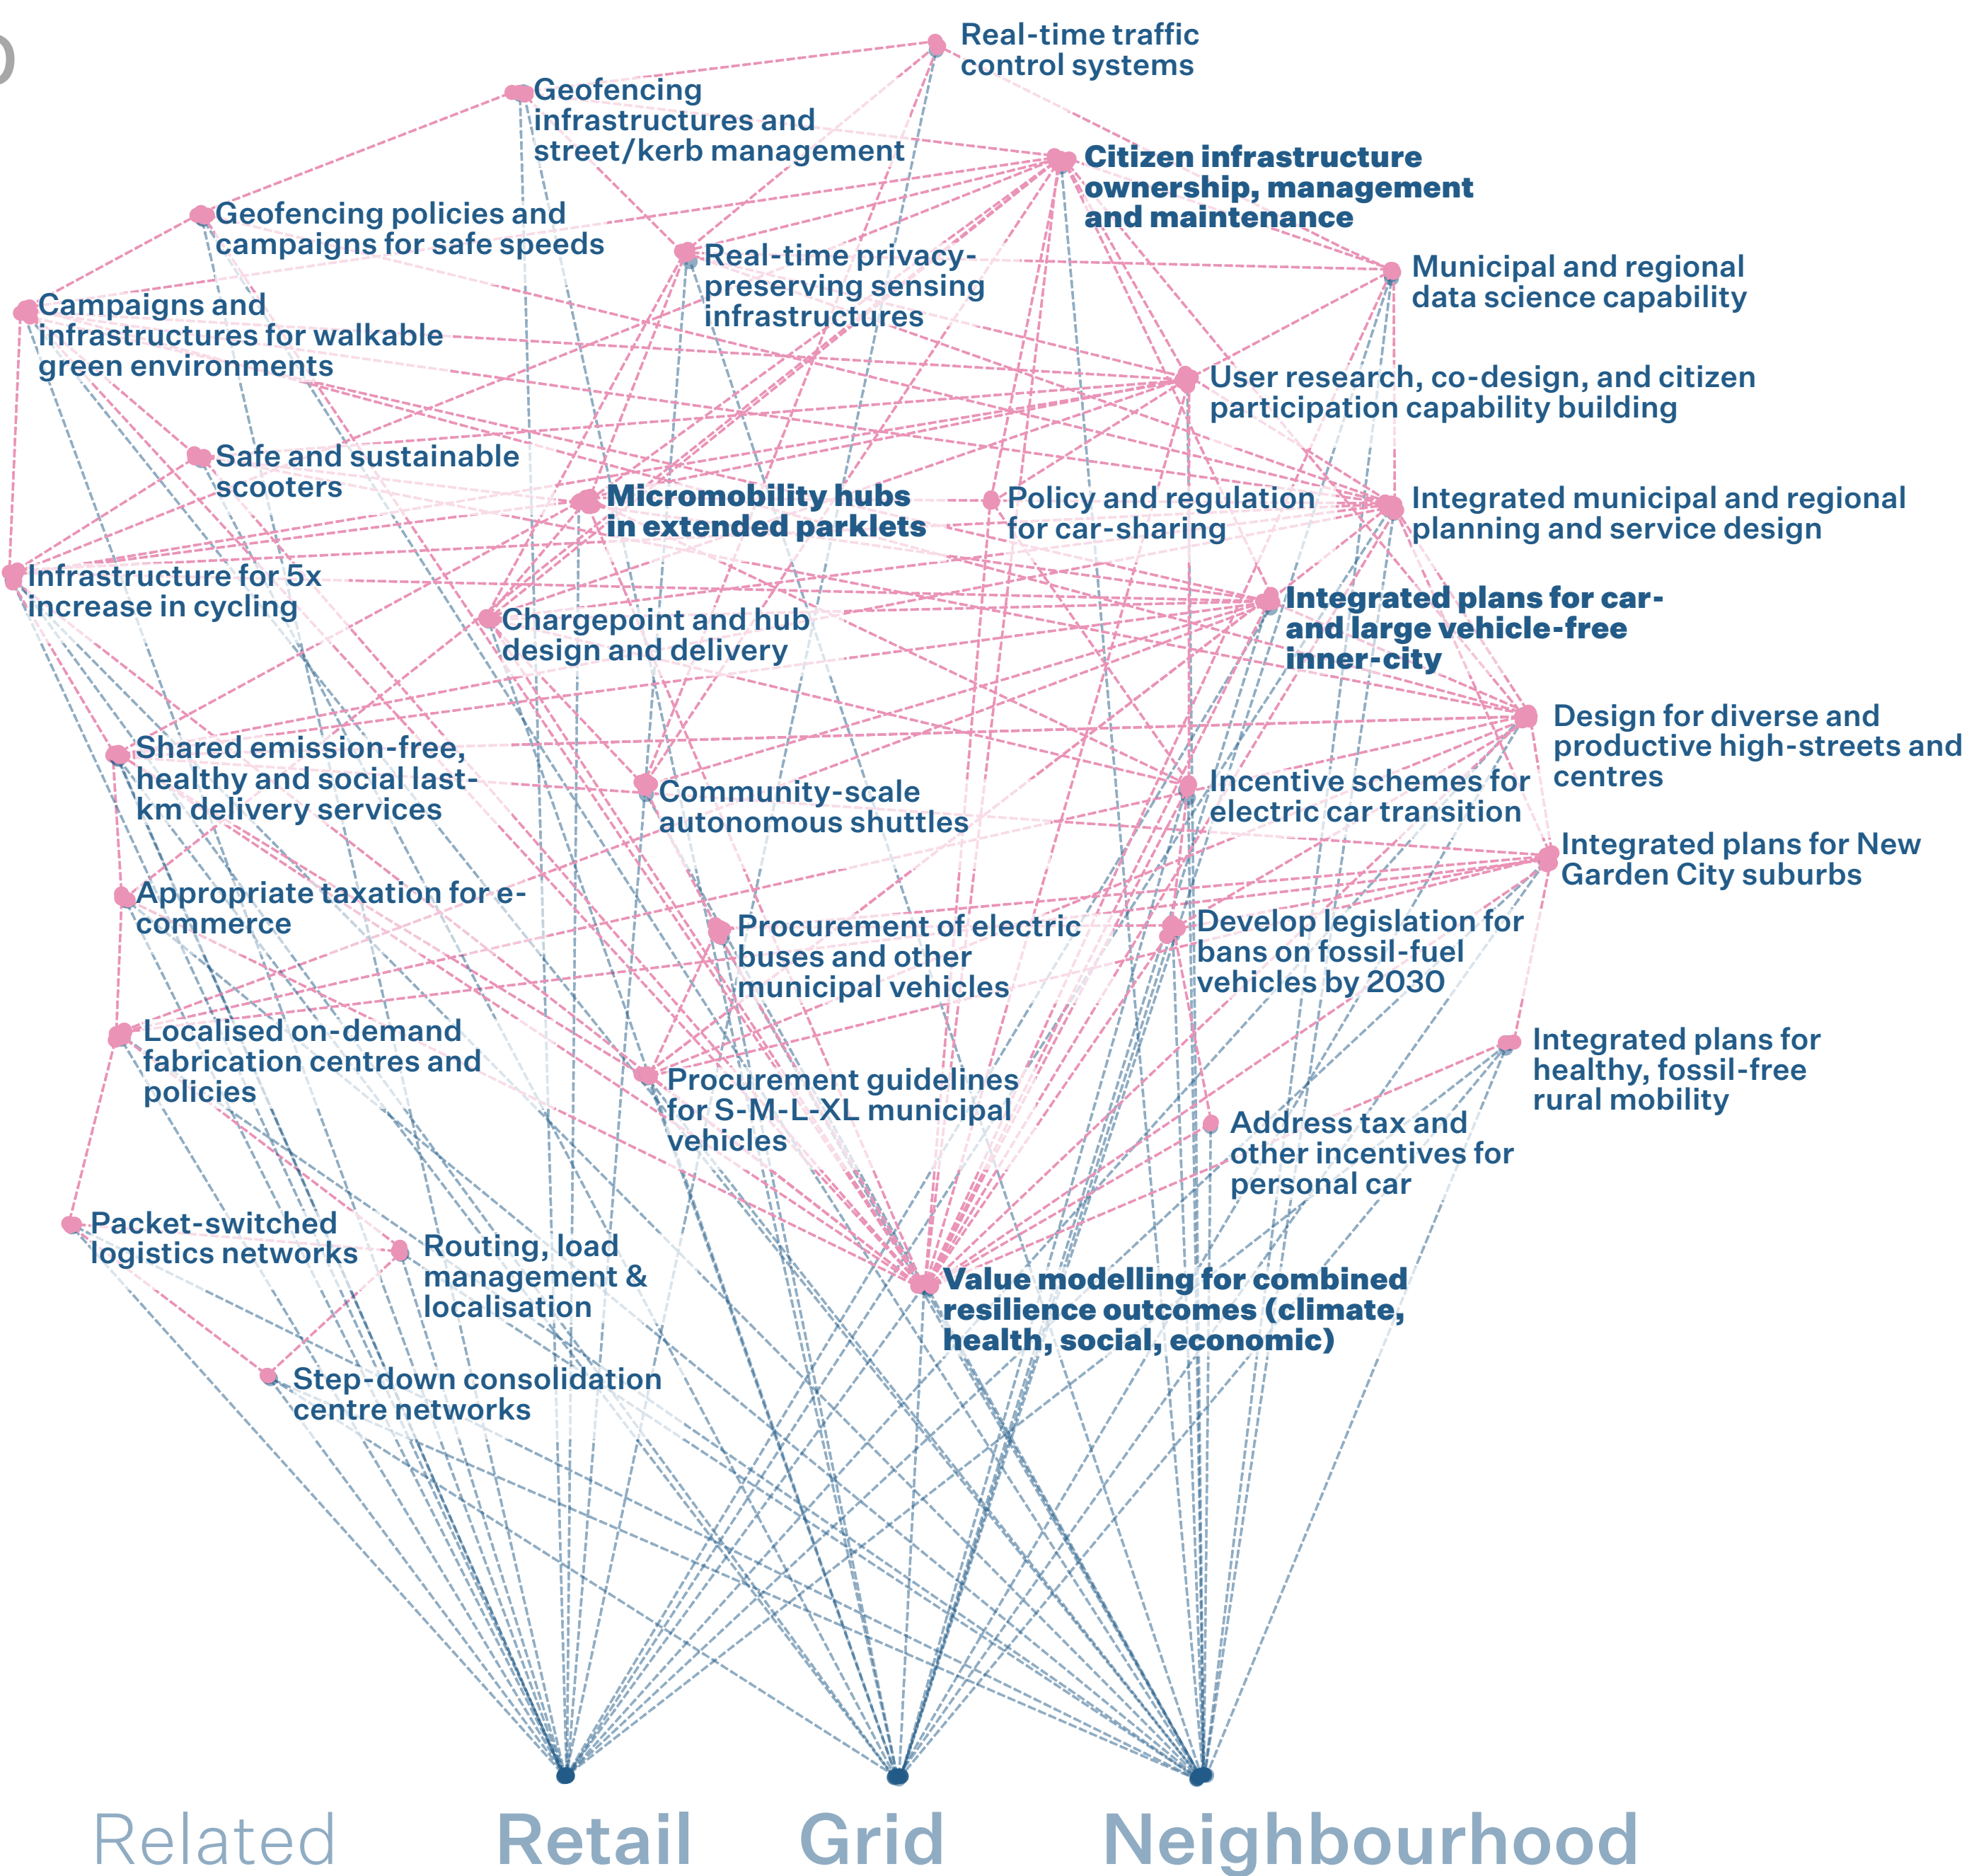 Real-time traffic
control systems
Geofencing
infrastructures and
street/kerb management
Citizen infrastructure
ownership, management
and maintenance
Geofencing policies and
campaigns for safe speeds
Real-time privacy-
preserving sensing
infrastructures
Municipal and regional
data science capability
Campaigns and
infrastructures for walkable
green environments
User research, co-design, and citizen
participation capability building
Safe and sustainable
scooters
Micromobility hubs
in extended parklets
Policy and regulation
for car-sharing
Integrated municipal and regional
planning and service design
Infrastructure for 5x
increase in cycling
Chargepoint and hub
design and delivery
Integrated plans for car-
and large vehicle-free
inner-city
Shared emission-free,
healthy and social last-
km delivery services
Community-scale
autonomous shuttles
Incentive schemes for
electric car transition
Design for diverse and
productive high-streets and
centres
Integrated plans for New
Garden City suburbs
Appropriate taxation for e-
commerce
Procurement of electric
buses and other
municipal vehicles
Develop legislation for
bans on fossil-fuel
vehicles by 2030
Localised on-demand
fabrication centres and
policies
Procurement guidelines
for S-M-L-XL municipal
vehicles
Integrated plans for
healthy, fossil-free
rural mobility
Address tax and
other incentives for
personal car
Packet-switched
logistics networks
Routing, load
management &
localisation
Value modelling for combined
resilience outcomes (climate,
health, social, economic)
Step-down consolidation
centre networks
Related Retail Grid Neighbourhood